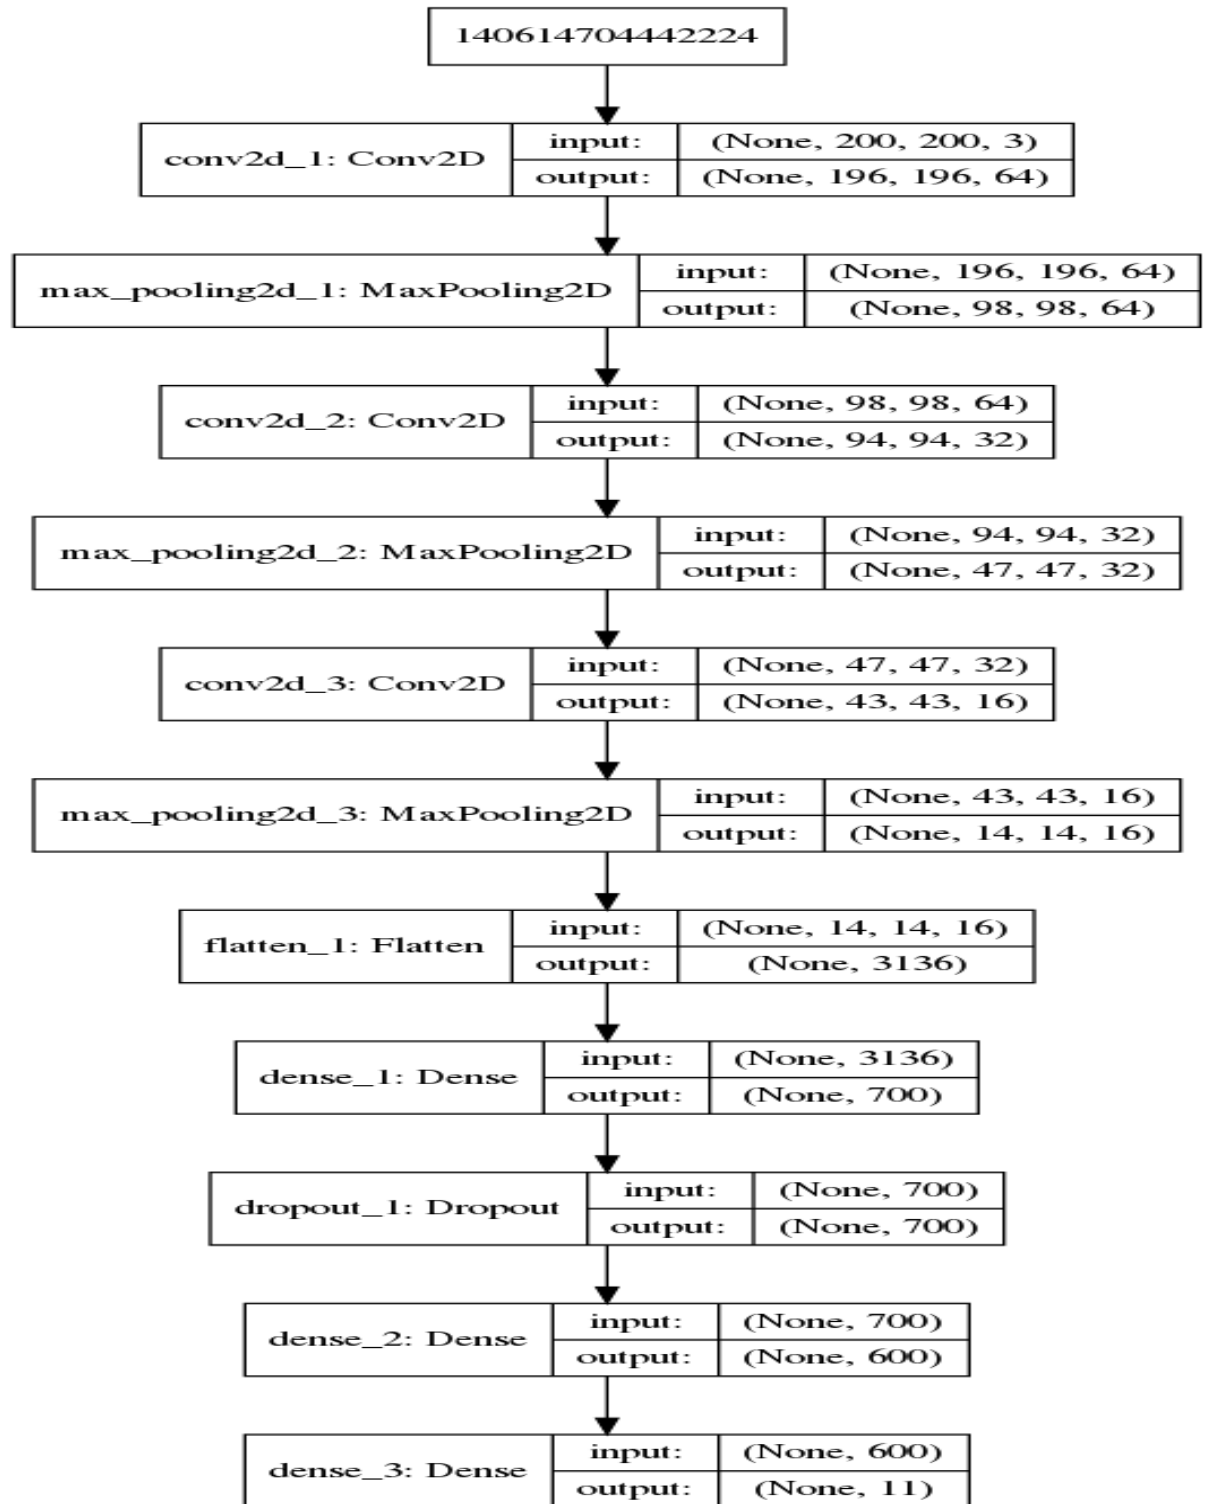 140614704442224
conv2d_1: Conv2D
input:
(None, 200, 200, 3)
output:
(None, 196, 196, 64)
max_pooling2d_1: MaxPooling2D
input:
(None, 196, 196, 64)
output:
(None, 98, 98, 64)
conv2d_2: Conv2D
input:
(None, 98, 98, 64)
output:
(None, 94, 94, 32)
max_pooling2d_2: MaxPooling2D
input:
(None, 94, 94, 32)
output:
(None, 47, 47, 32)
conv2d_3: Conv2D
input:
(None, 47, 47, 32)
output:
(None, 43, 43, 16)
max_pooling2d_3: MaxPooling2D
input:
(None, 43, 43, 16)
output:
(None, 14, 14, 16)
flatten_1: Flatten
input:
(None, 14, 14, 16)
output:
(None, 3136)
dense_1: Dense
input:
(None, 3136)
output:
(None, 700)
dropout_1: Dropout
input:
(None, 700)
output:
(None, 700)
dense_2: Dense
input:
(None, 700)
output:
(None, 600)
dense_3: Dense
input:
(None, 600)
output:
(None, 11)